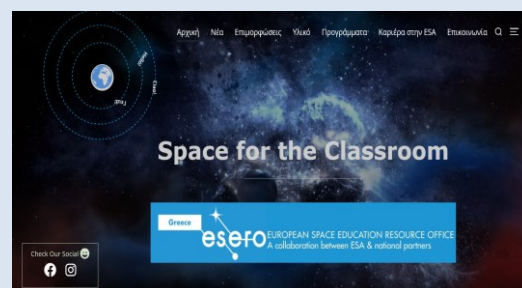 Αρχική Νέα Επιμορφώσεις Υλικό Προγράμματα Καριέρα στην ESA Επικοινωνία
Space for the Classroom
Greece
esero
EUROPEAN SPACE EDUCATION RESOURCE OFFICE
A collaboration between ESA & national partners
Check Our Social